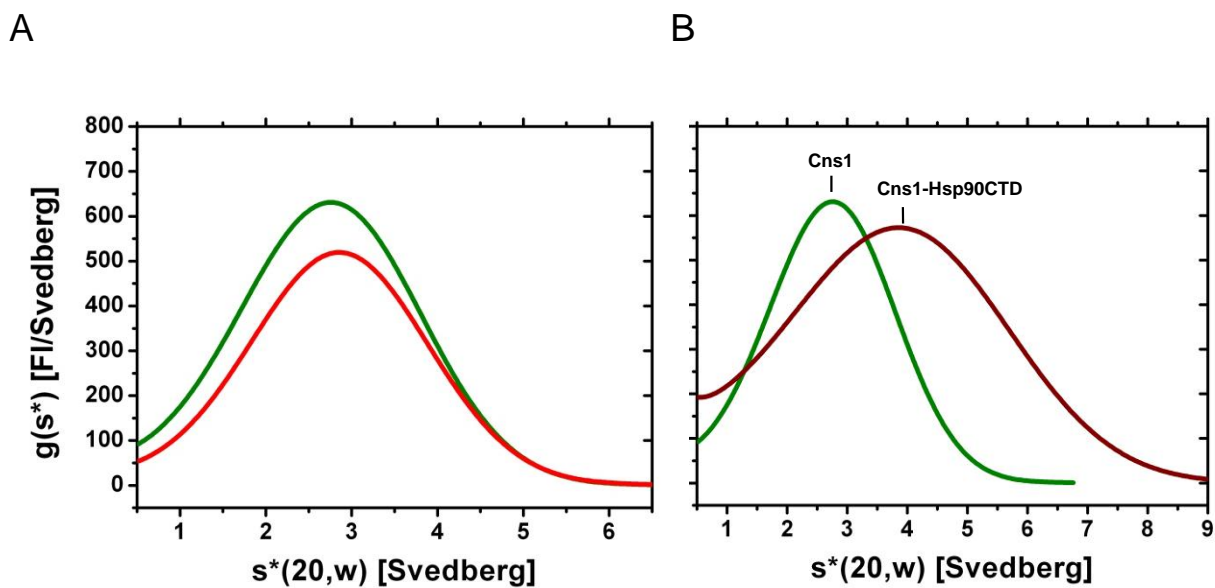 A
B
g(s*) [FI/Svedberg]
800
700
600
500
400
300
200
100
0
1 2 3 4 5 6
s*(20,w) [Svedberg]
Cns1
Cns1-Hsp90CTD
1 2 3 4 5 6 7 8 9
s*(20,w) [Svedberg]